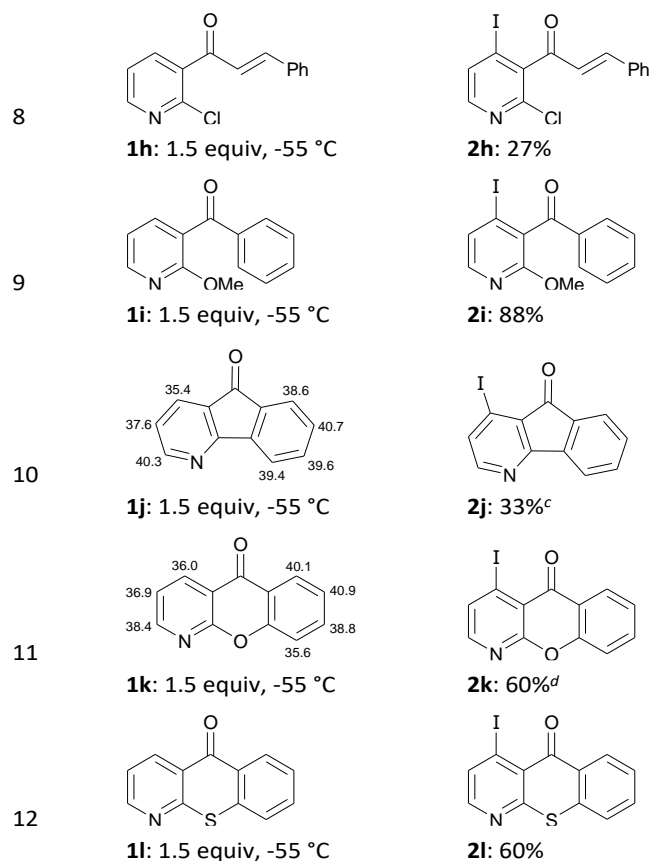 O I O
Ph Ph
8
N Cl N Cl
1h: 1.5 equiv, -55 °C 2h: 27%
O I O
9
N OMe N OMe
1i: 1.5 equiv, -55 °C 2i: 88%
O O
35.4 38.6 I
37.6 40.7
40.3 N 39.6 N
39.4
10
1j: 1.5 equiv, -55 °C 2j: 33%c
O I O
36.0 40.1
36.9 40.9
38.4 38.8
N O 35.6 N O
11
1k: 1.5 equiv, -55 °C 2k: 60%d
O I O
N S N S
12
1l: 1.5 equiv, -55 °C 2l: 60%